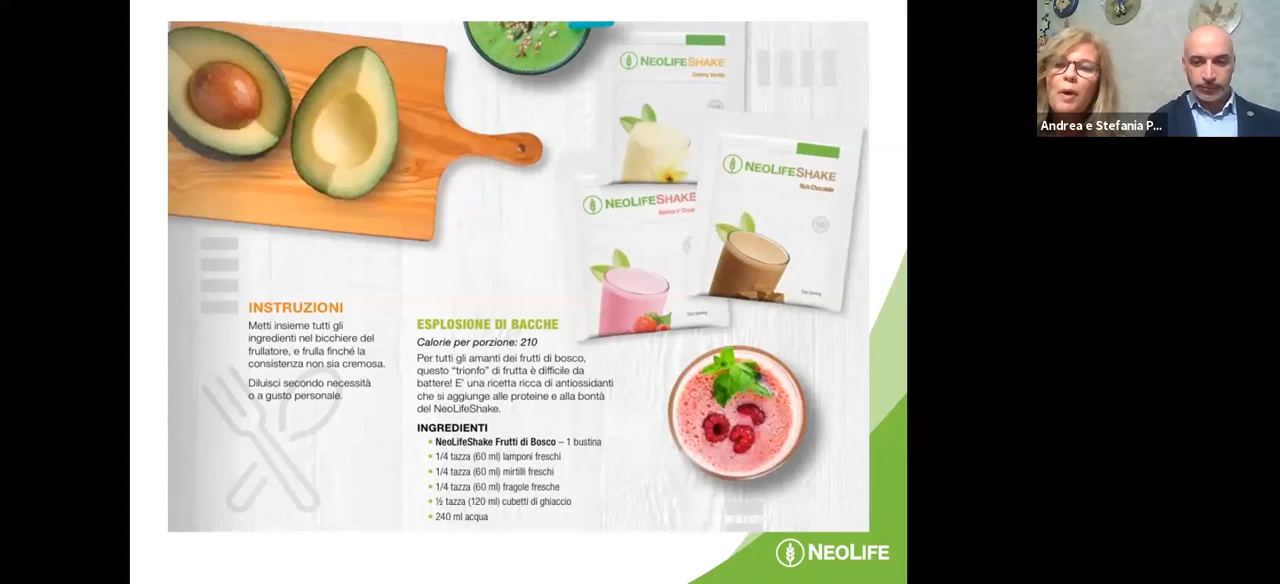 NEOLIFESHAKE
Creamy Vanilla
NEOLIFESHAKE
Rich Chocolate
NEOLIFESHAKE
Berries n' Cream
One Serving
One Serving
Andrea e Stefania P...
INSTRUZIONI
Metti insieme tutti gli
ingredienti nel bicchiere del
frullatore, e frulla finché la
consistenza non sia cremosa.
Diluisci secondo necessità
o a gusto personale.
ESPLOSIONE DI BACCHE
Calorie per porzione: 210
Per tutti gli amanti dei frutti di bosco,
questo “trionfo” di frutta è difficile da
battere! E’ una ricetta ricca di antiossidanti
che si aggiunge alle proteine e alla bontà
del NeoLifeShake.
INGREDIENTI
• NeoLifeShake Frutti di Bosco – 1 bustina
• 1/4 tazza (60 ml) lamponi freschi
• 1/4 tazza (60 ml) mirtilli freschi
• 1/4 tazza (60 ml) fragole fresche
• ½ tazza (120 ml) cubetti di ghiaccio
• 240 ml acqua
NEOLIFE